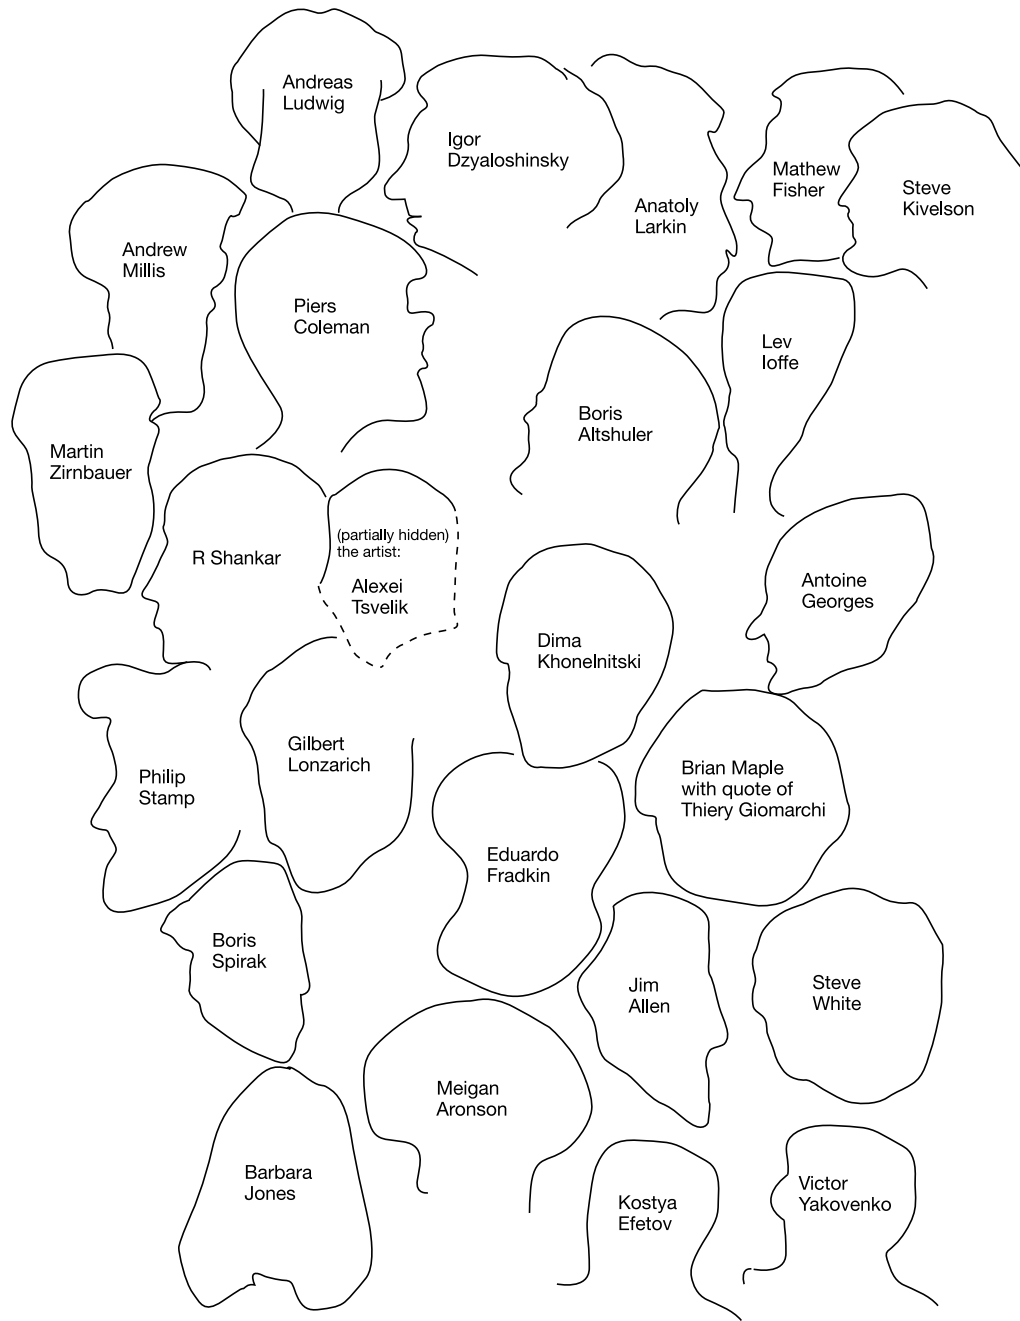 Andreas
Ludwig
Igor
Dzyaloshinsky
Anatoly
Larkin
Mathew
Fisher
Steve
Kivelson
Andrew
Millis
Piers
Coleman
Lev
Ioffe
Boris
Altshuler
Martin
Zirnbauer
R Shankar
(partially hidden)
the artist:
Alexei
Tsvelik
Antoine
Georges
Dima
Khonelnitski
Gilbert
Lonzarich
Philip
Stamp
Brian Maple
with quote of
Thiery Giomarchi
Eduardo
Fradkin
Boris
Spirak
Jim
Allen
Steve
White
Meigan
Aronson
Barbara
Jones
Kostya
Efetov
Victor
Yakovenko